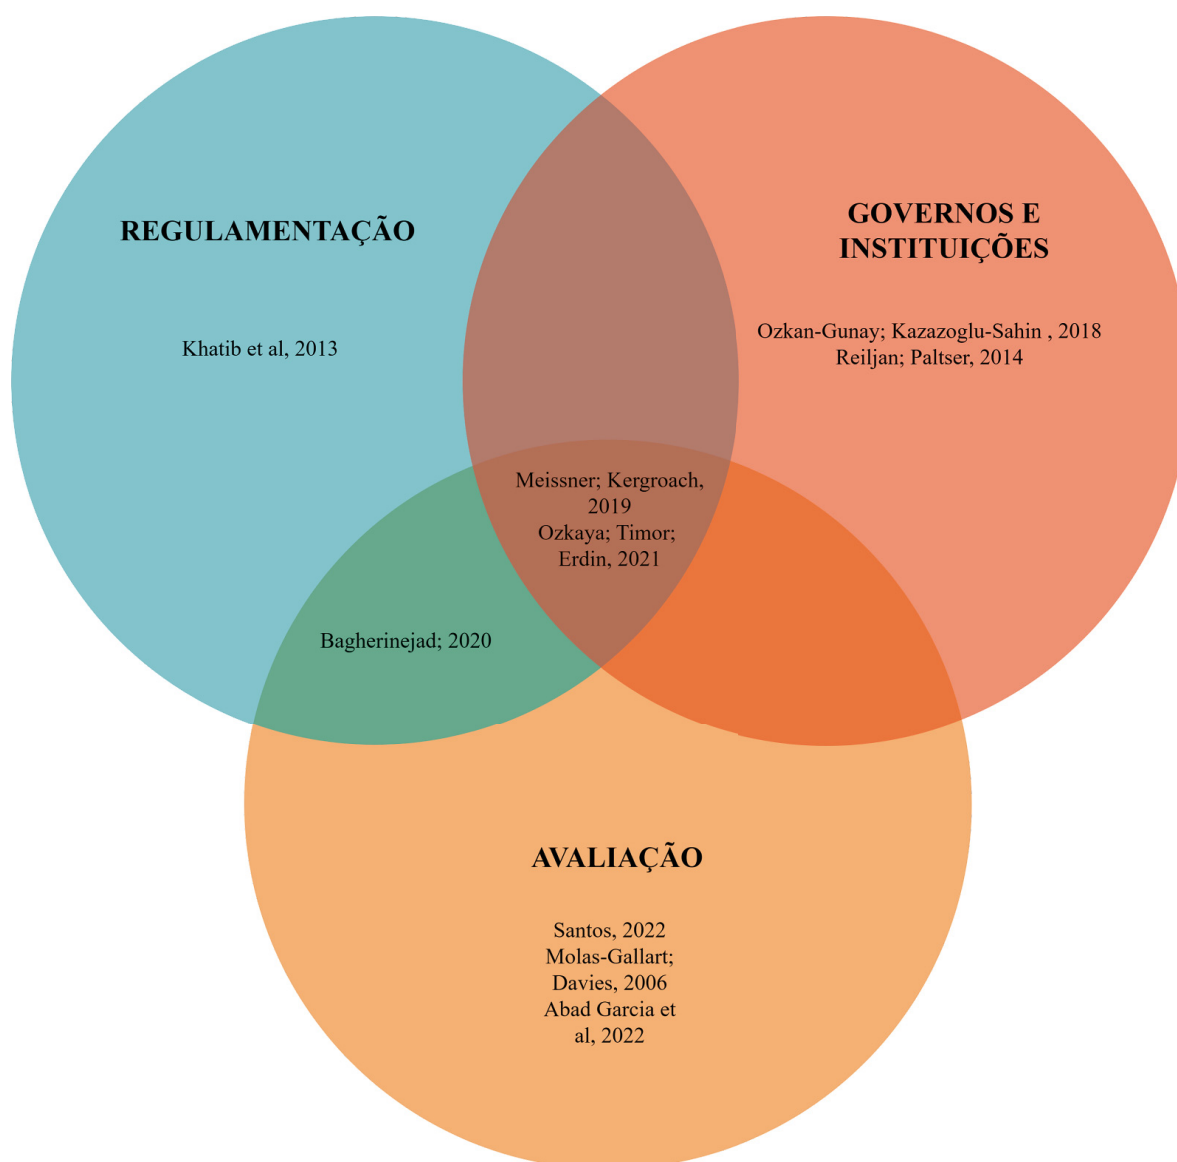 REGULAMENTAÇÃO
Khatib et al, 2013
GOVERNOS E
INSTITUIÇÕES
Ozkan-Gunay; Kazazoglu-Sahin , 2018
Reiljan; Paltser, 2014
Meissner; Kergroach,
2019
Ozkaya; Timor;
Erdin, 2021
Bagherinejad; 2020
AVALIAÇÃO
Santos, 2022
Molas-Gallart;
Davies, 2006
Abad Garcia et
al, 2022